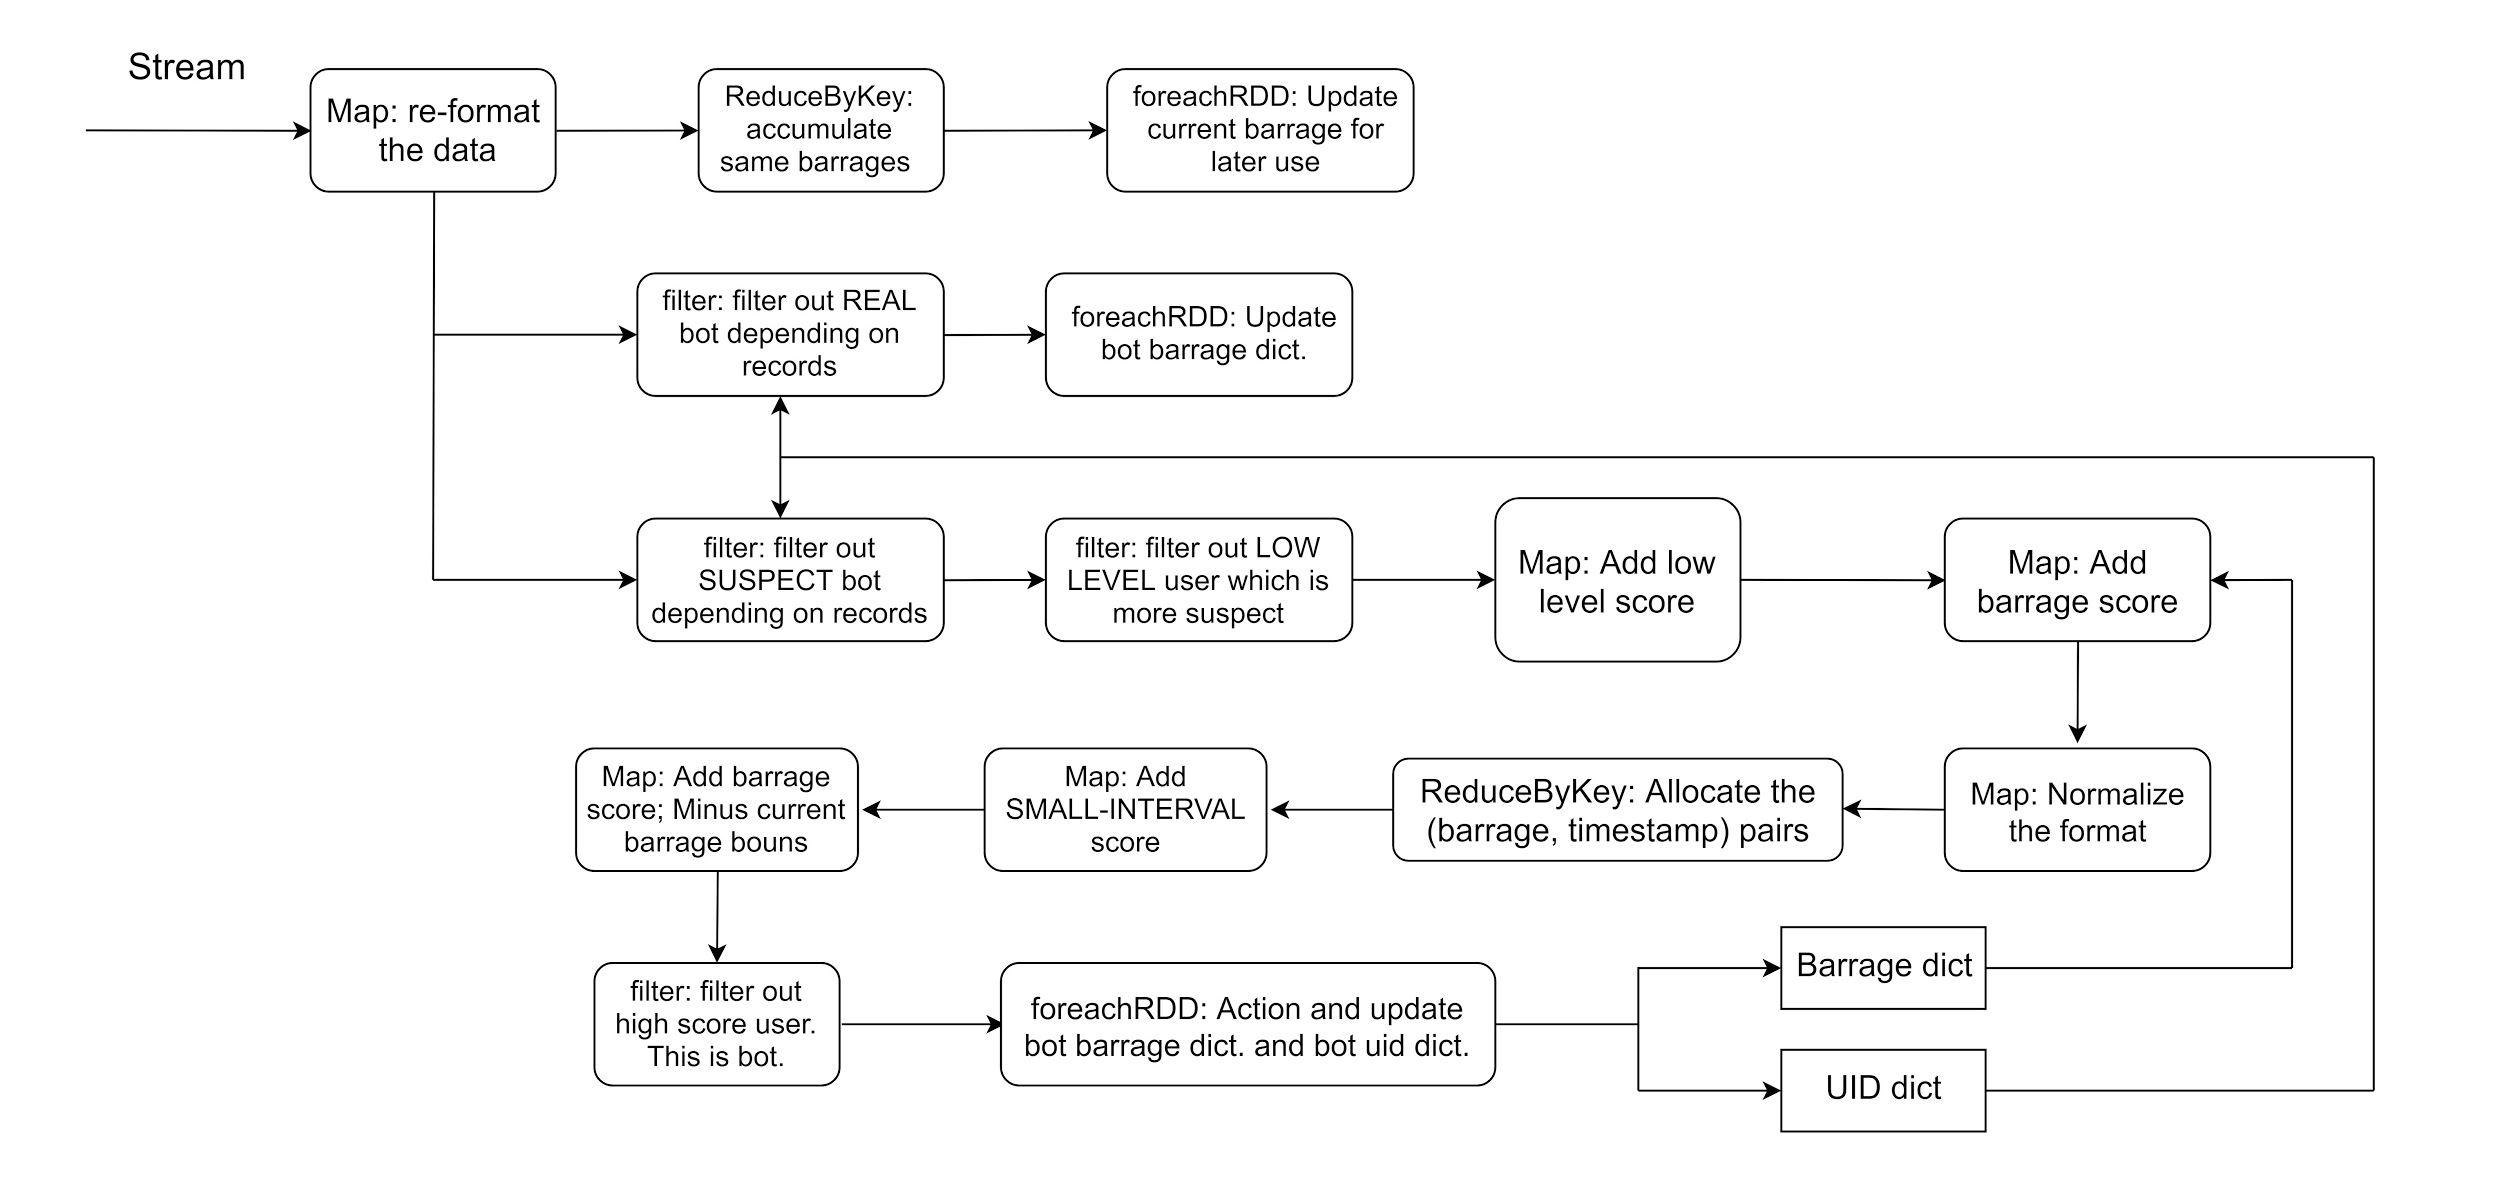 Stream
Map: re-format
the data
ReduceByKey:
accumulate
same barrages
foreachRDD: Update
current barrage for
later use
filter: filter out REAL
bot depending on
records
foreachRDD: Update
bot barrage dict.
filter: filter out
SUSPECT bot
depending on records
filter: filter out LOW
LEVEL user which is
more suspect
Map: Add low
level score
Map: Add
barrage score
Map: Add barrage
score; Minus current
barrage bouns
Map: Add
SMALL-INTERVAL
score
ReduceByKey: Allocate the
(barrage, timestamp) pairs
Map: Normalize
the format
filter: filter out
high score user.
This is bot.
foreachRDD: Action and update
bot barrage dict. and bot uid dict.
Barrage dict
UID dict